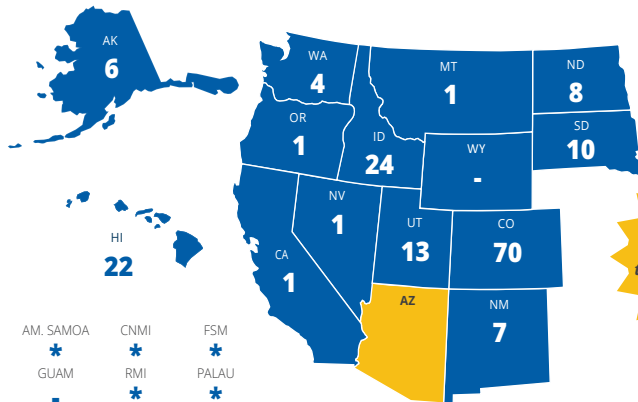 AK
6
WA
4
MT
1
ND
8
OR
1
ID
24
WY
-
SD
10
NV
1
UT
13
CO
70
HI
22
CA
1
AZ
NM
7
AM. SAMOA CNMI FSM
* * *
GUAM RMI PALAU
- * *